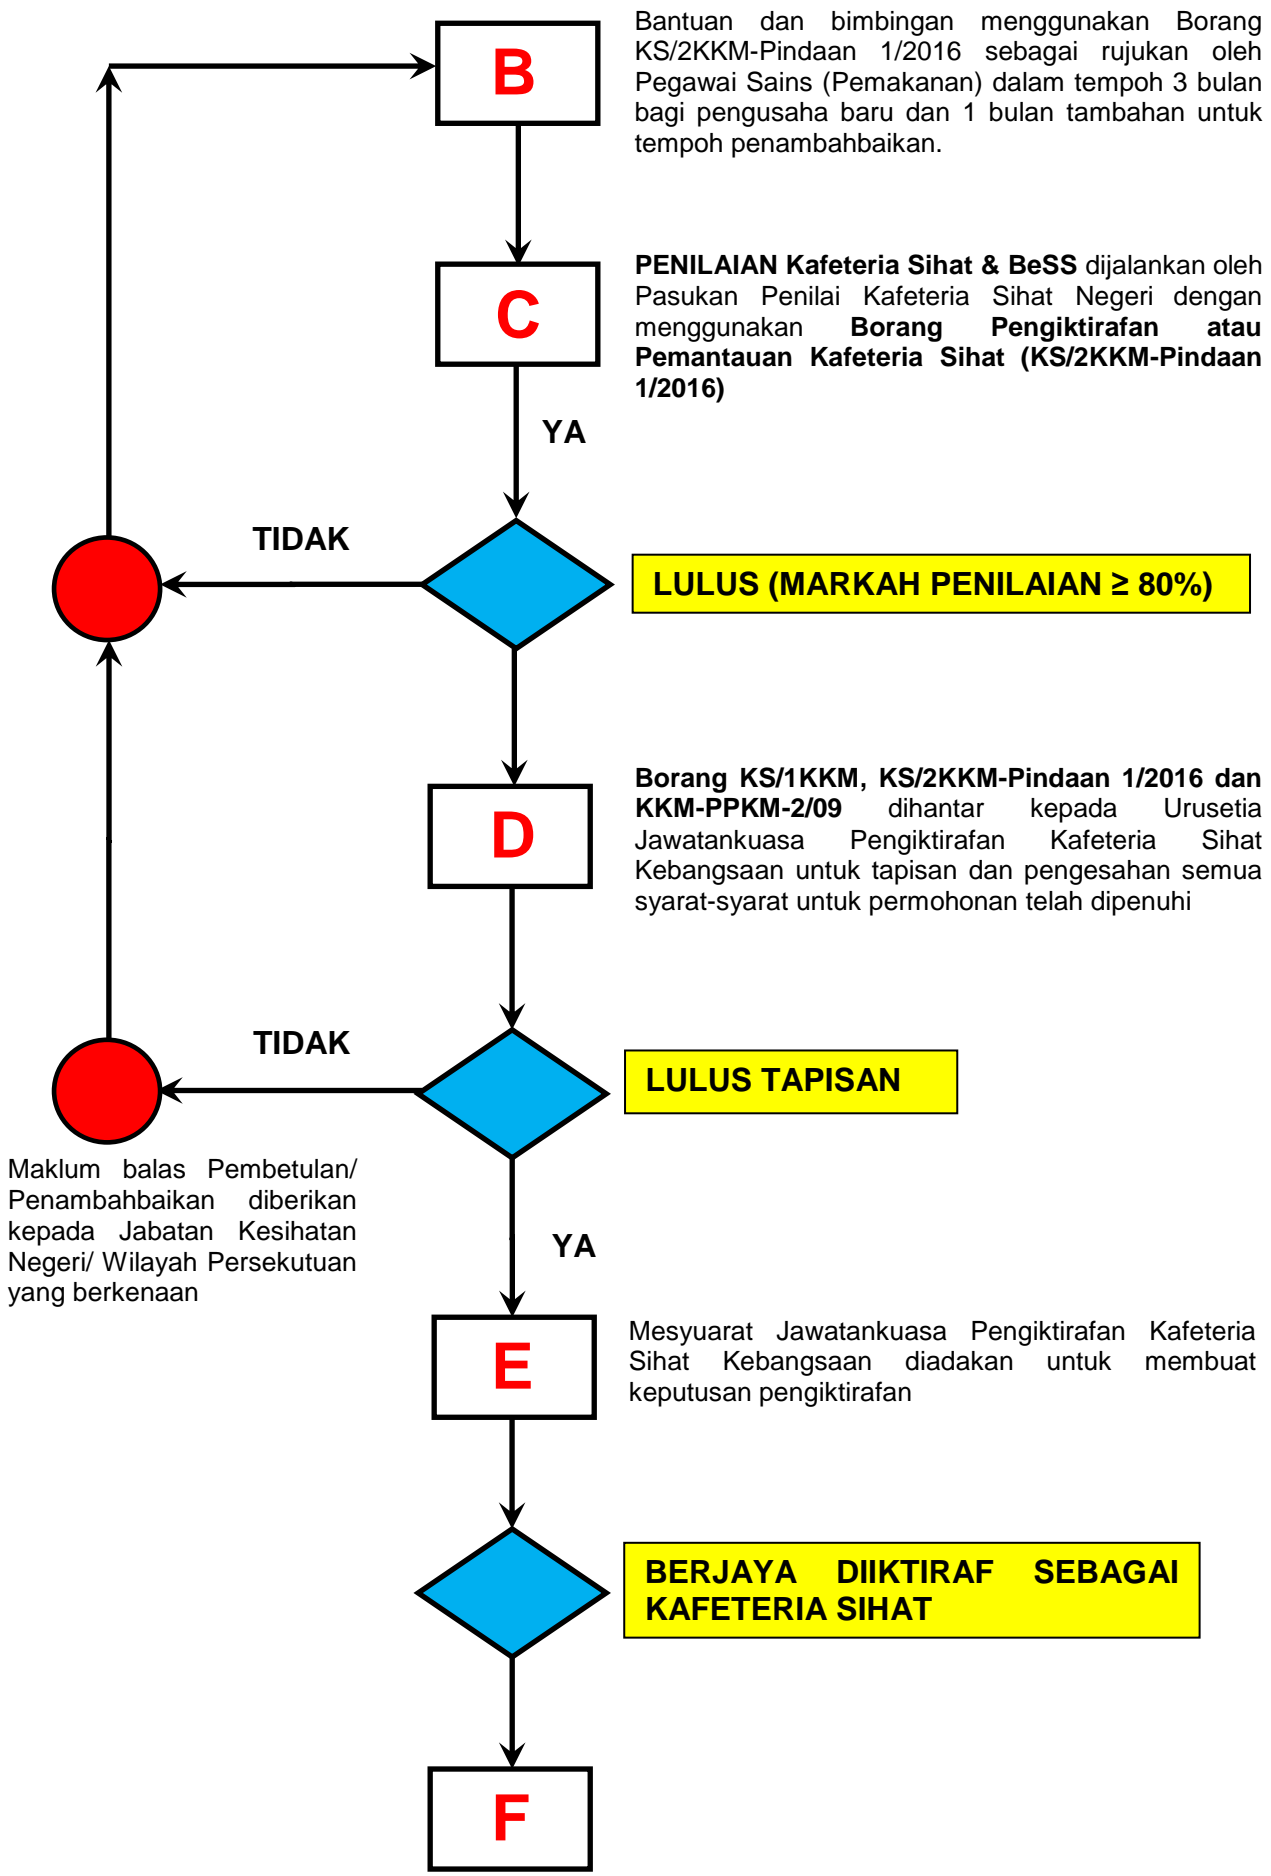 B
Bantuan dan bimbingan menggunakan Borang
KS/2KKM-Pindaan 1/2016 sebagai rujukan oleh
Pegawai Sains (Pemakanan) dalam tempoh 3 bulan
bagi pengusaha baru dan 1 bulan tambahan untuk
tempoh penambahbaikan.
C
PENILAIAN Kafeteria Sihat & BeSS dijalankan oleh
Pasukan Penilai Kafeteria Sihat Negeri dengan
menggunakan Borang Pengiktirafan atau
Pemantauan Kafeteria Sihat (KS/2KKM-Pindaan
1/2016)
YA
TIDAK
LULUS (MARKAH PENILAIAN ≥ 80%)
D
Borang KS/1KKM, KS/2KKM-Pindaan 1/2016 dan
KKM-PPKM-2/09 dihantar kepada Urusetia
Jawatankuasa Pengiktirafan Kafeteria Sihat
Kebangsaan untuk tapisan dan pengesahan semua
syarat-syarat untuk permohonan telah dipenuhi
TIDAK
LULUS TAPISAN
Maklum balas Pembetulan/
Penambahbaikan diberikan
kepada Jabatan Kesihatan
Negeri/ Wilayah Persekutuan
yang berkenaan
YA
E
Mesyuarat Jawatankuasa Pengiktirafan Kafeteria
Sihat Kebangsaan diadakan untuk membuat
keputusan pengiktirafan
BERJAYA DIIKTIRAF SEBAGAI
KAFETERIA SIHAT
F